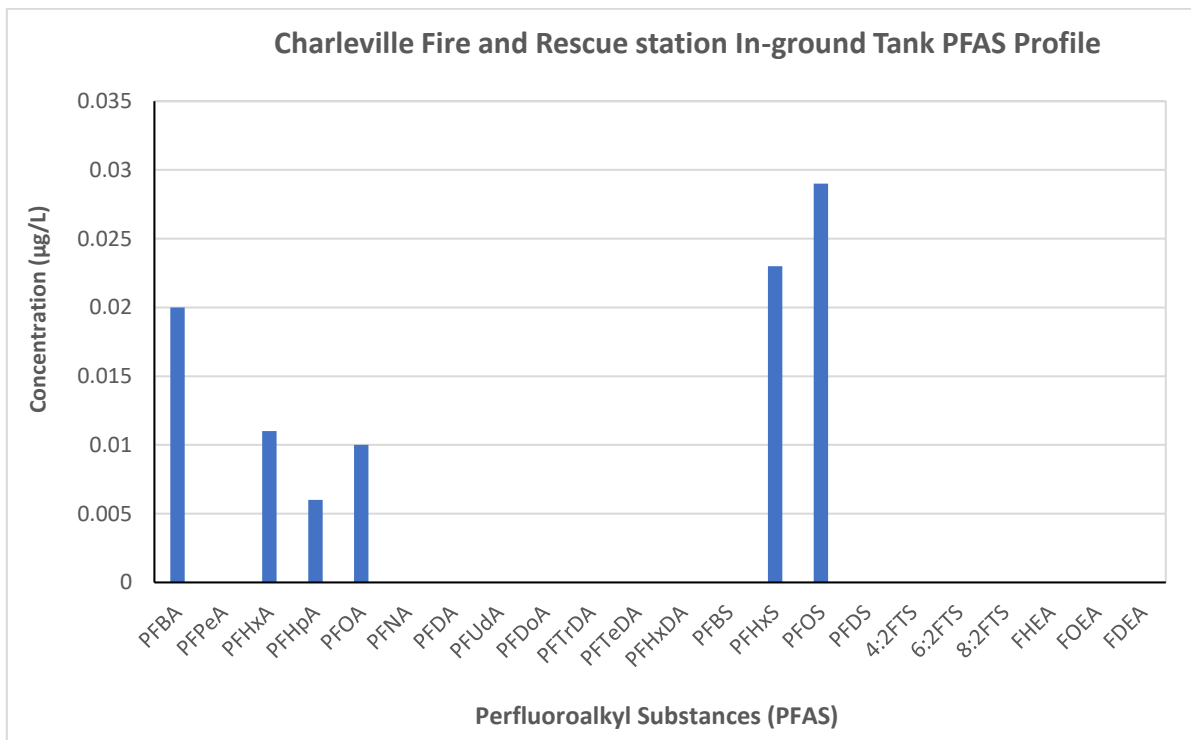 Charleville Fire and Rescue station In-ground Tank PFAS Profile
0.035
0.03
0.025
0.02
0.015
0.01
0.005
0
Concentration (µg/L)
PFBA
PFPeA
PFHxA
PFHpA
PFOA
PFNA
PFDA
PFUdA
PFDoA
PFTrDA
PFTeDA
PFHxDA
PFBS
PFHxS
PFOS
PFDS
4:2FTS
6:2FTS
8:2FTS
FHEA
FOEA
FDEA
Perfluoroalkyl Substances (PFAS)